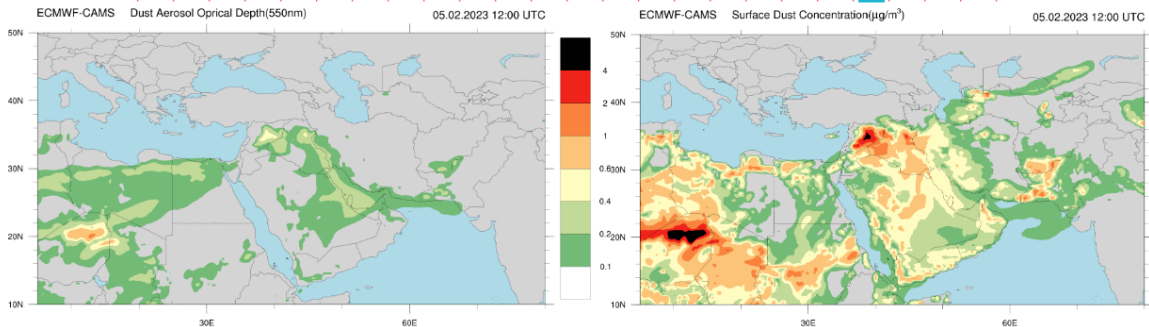 ECMWF-CAMS Dust Aerosol Oprical Depth(550nm) 05.02.2023 12:00 UTC
50N
40N
30N
20N
10N
30E
60E
4
2
1
0.6
0.4
0.2
0.1
ECMWF-CAMS Surface Dust Concentration(µg/m³) 05.02.2023 12:00 UTC
50N
40N
30N
20N
10N
30E
60E